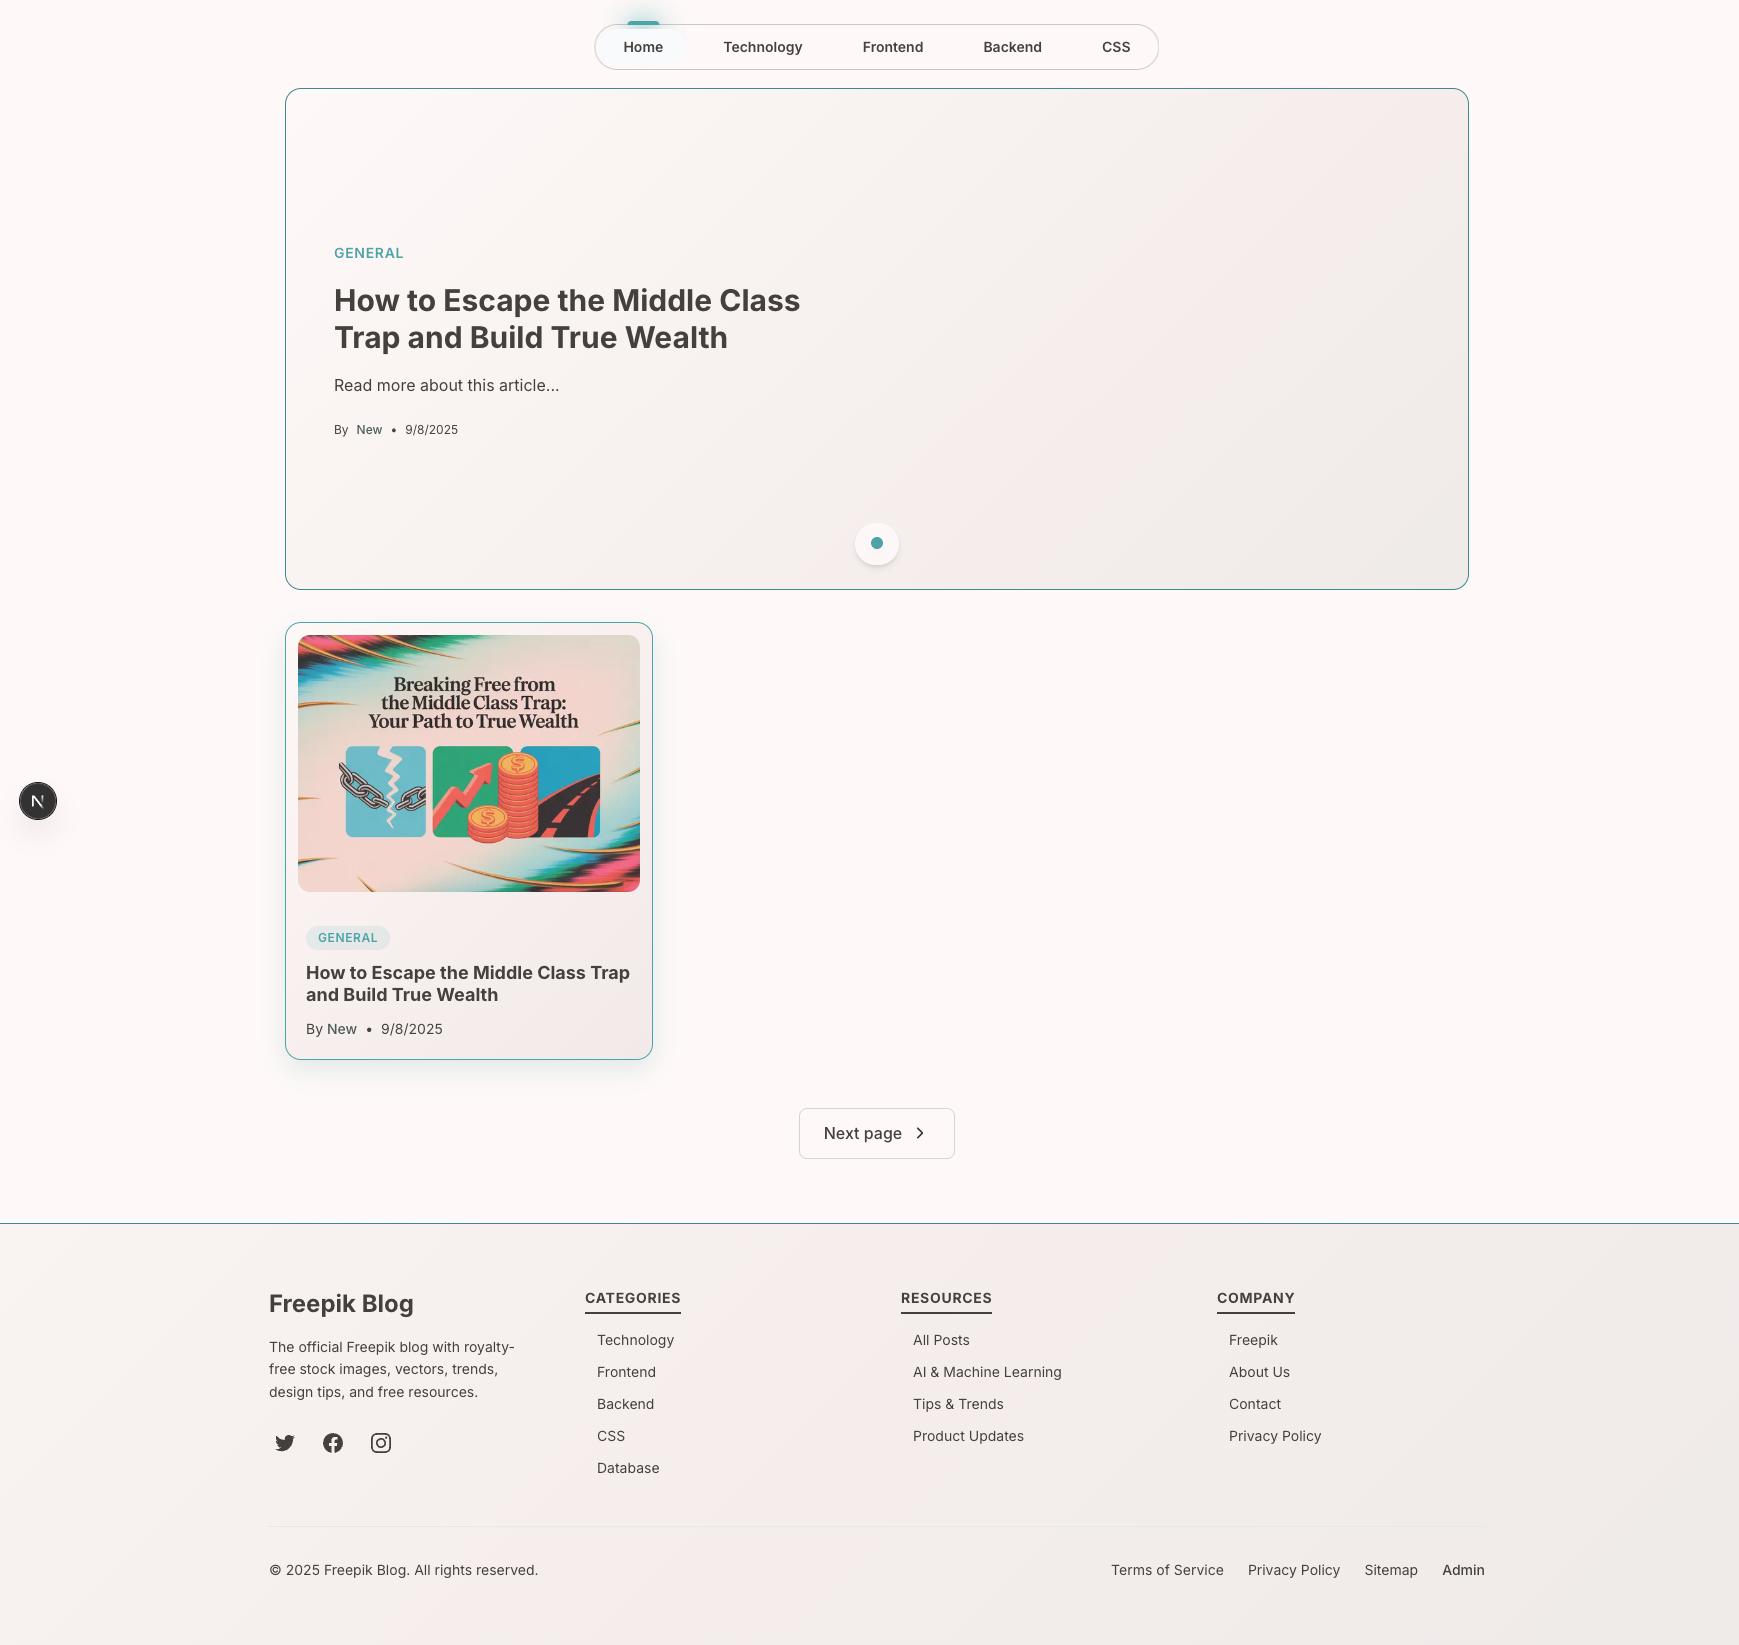 Home Technology Frontend Backend CSS
GENERAL
How to Escape the Middle Class
Trap and Build True Wealth
Read more about this article...
By New • 9/8/2025
Breaking Free from
the Middle Class Trap:
Your Path to True Wealth
N
GENERAL
How to Escape the Middle Class Trap
and Build True Wealth
By New • 9/8/2025
Next page
Freepik Blog
The official Freepik blog with royalty-
free stock images, vectors, trends,
design tips, and free resources.
CATEGORIES
Technology
Frontend
Backend
CSS
Database
RESOURCES
All Posts
AI & Machine Learning
Tips & Trends
Product Updates
COMPANY
Freepik
About Us
Contact
Privacy Policy
© 2025 Freepik Blog. All rights reserved.
Terms of Service Privacy Policy Sitemap Admin